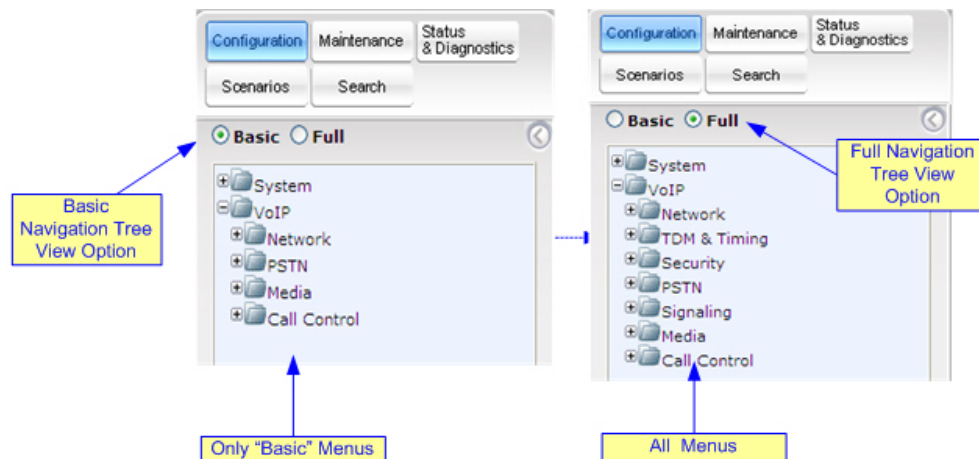 Configuration
Maintenance
Status
& Diagnostics
Scenarios
Search
Basic
Full
System
VoIP
Network
PSTN
Media
Call Control
Basic
Navigation Tree
View Option
Only "Basic" Menus
Configuration
Maintenance
Status
& Diagnostics
Scenarios
Search
Basic
Full
System
VoIP
Network
TDM & Timing
Security
PSTN
Signaling
Media
Call Control
Full Navigation
Tree View
Option
All Menus